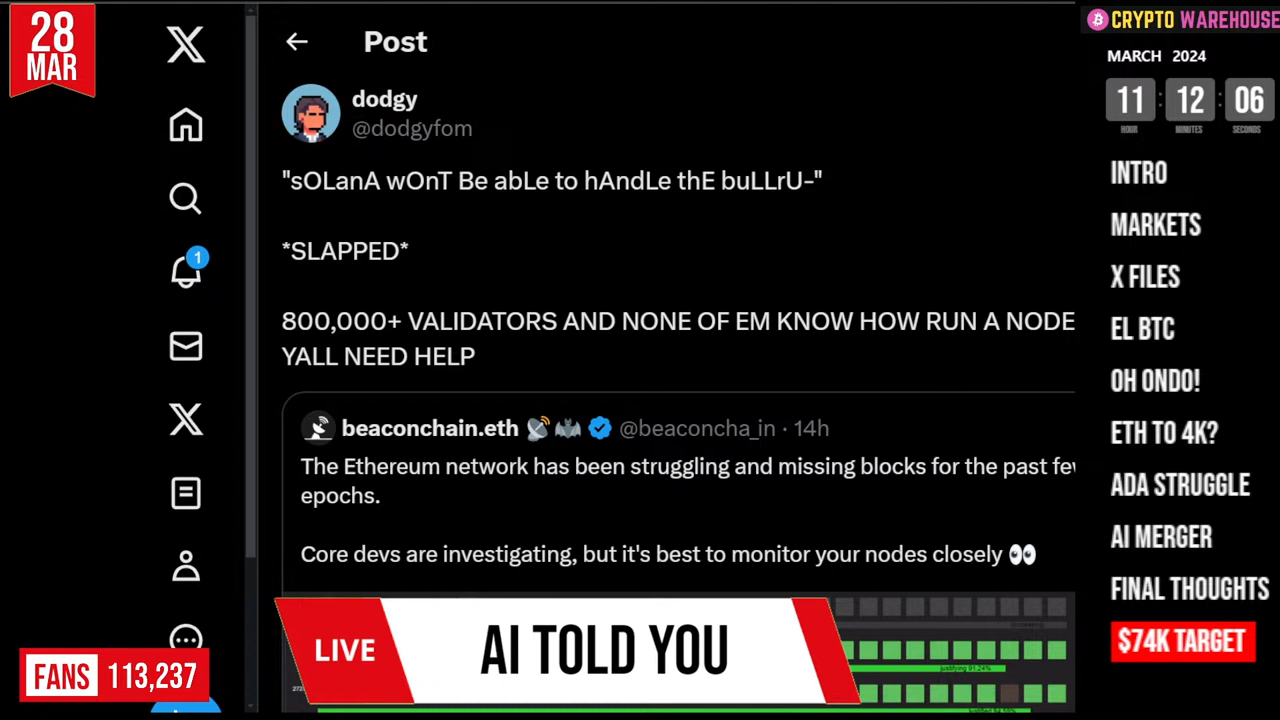 28
MAR
Post
dodgy
@dodgyfom
"sOLanA wOnT Be abLe to hAndLe thE buLLrU-"
*SLAPPED*
800,000+ VALIDATORS AND NONE OF EM KNOW HOW RUN A NODE
YALL NEED HELP
beaconchain.eth @beaconcha_in · 14h
The Ethereum network has been struggling and missing blocks for the past few
epochs.
Core devs are investigating, but it's best to monitor your nodes closely 👀
1
LIVE
AI TOLD YOU
justifying 91.24%
FANS 113,237
CRYPTO WAREHOUSE
MARCH 2024
11 : 12 : 06
HOUR MINUTES SECONDS
INTRO
MARKETS
X FILES
EL BTC
OH ONDO!
ETH TO 4K?
ADA STRUGGLE
AI MERGER
FINAL THOUGHTS
$74K TARGET